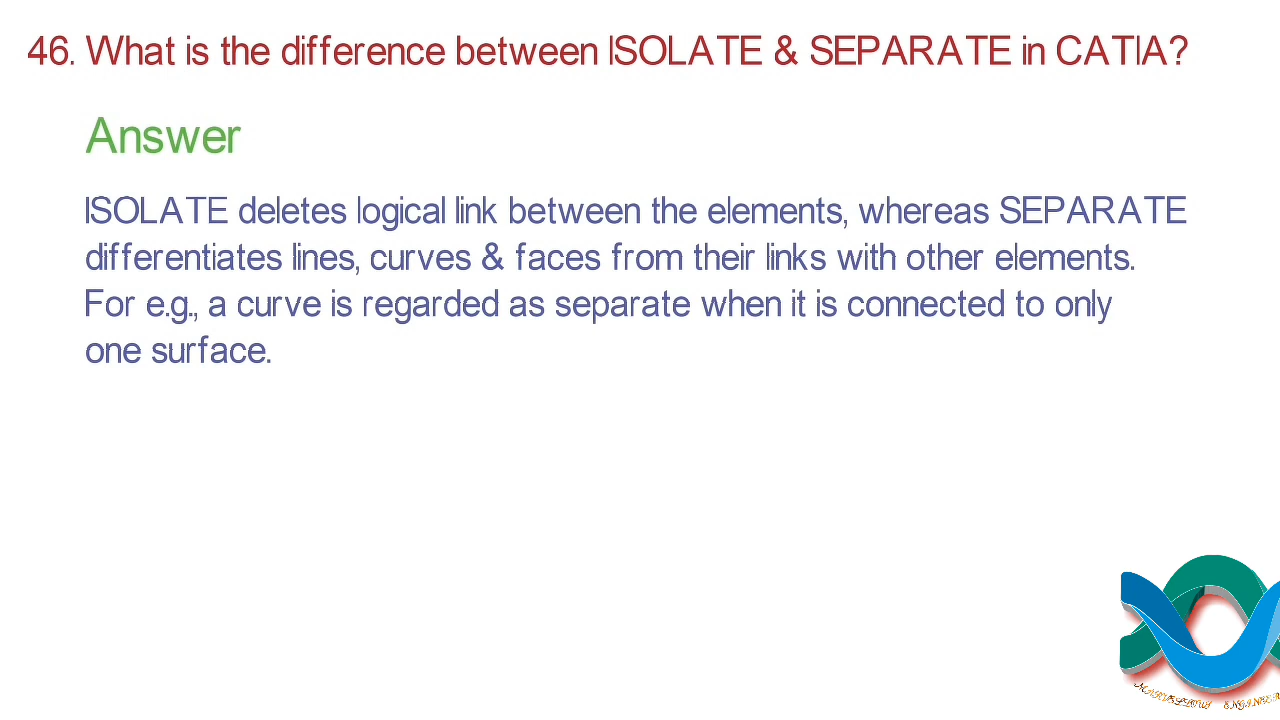 46. What is the difference between ISOLATE & SEPARATE in CATIA?
Answer
ISOLATE deletes logical link between the elements, whereas SEPARATE
differentiates lines, curves & faces from their links with other elements.
For e.g., a curve is regarded as separate when it is connected to only
one surface.